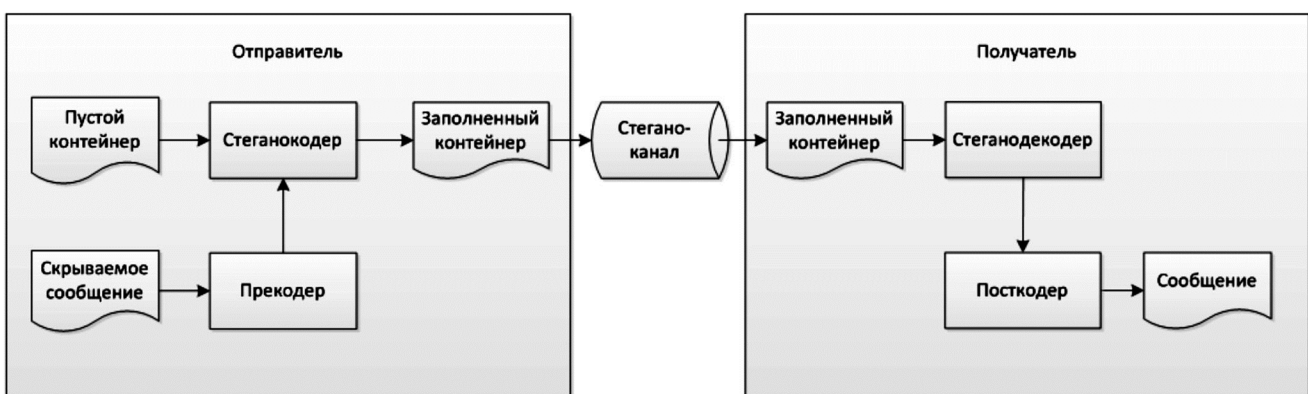 Отправитель
Пустой
контейнер
Стеганокодер
Заполненный
контейнер
Скрываемое
сообщение
Прекодер
Стегано-
канал
Получатель
Заполненный
контейнер
Стеганодекодер
Посткодер
Сообщение